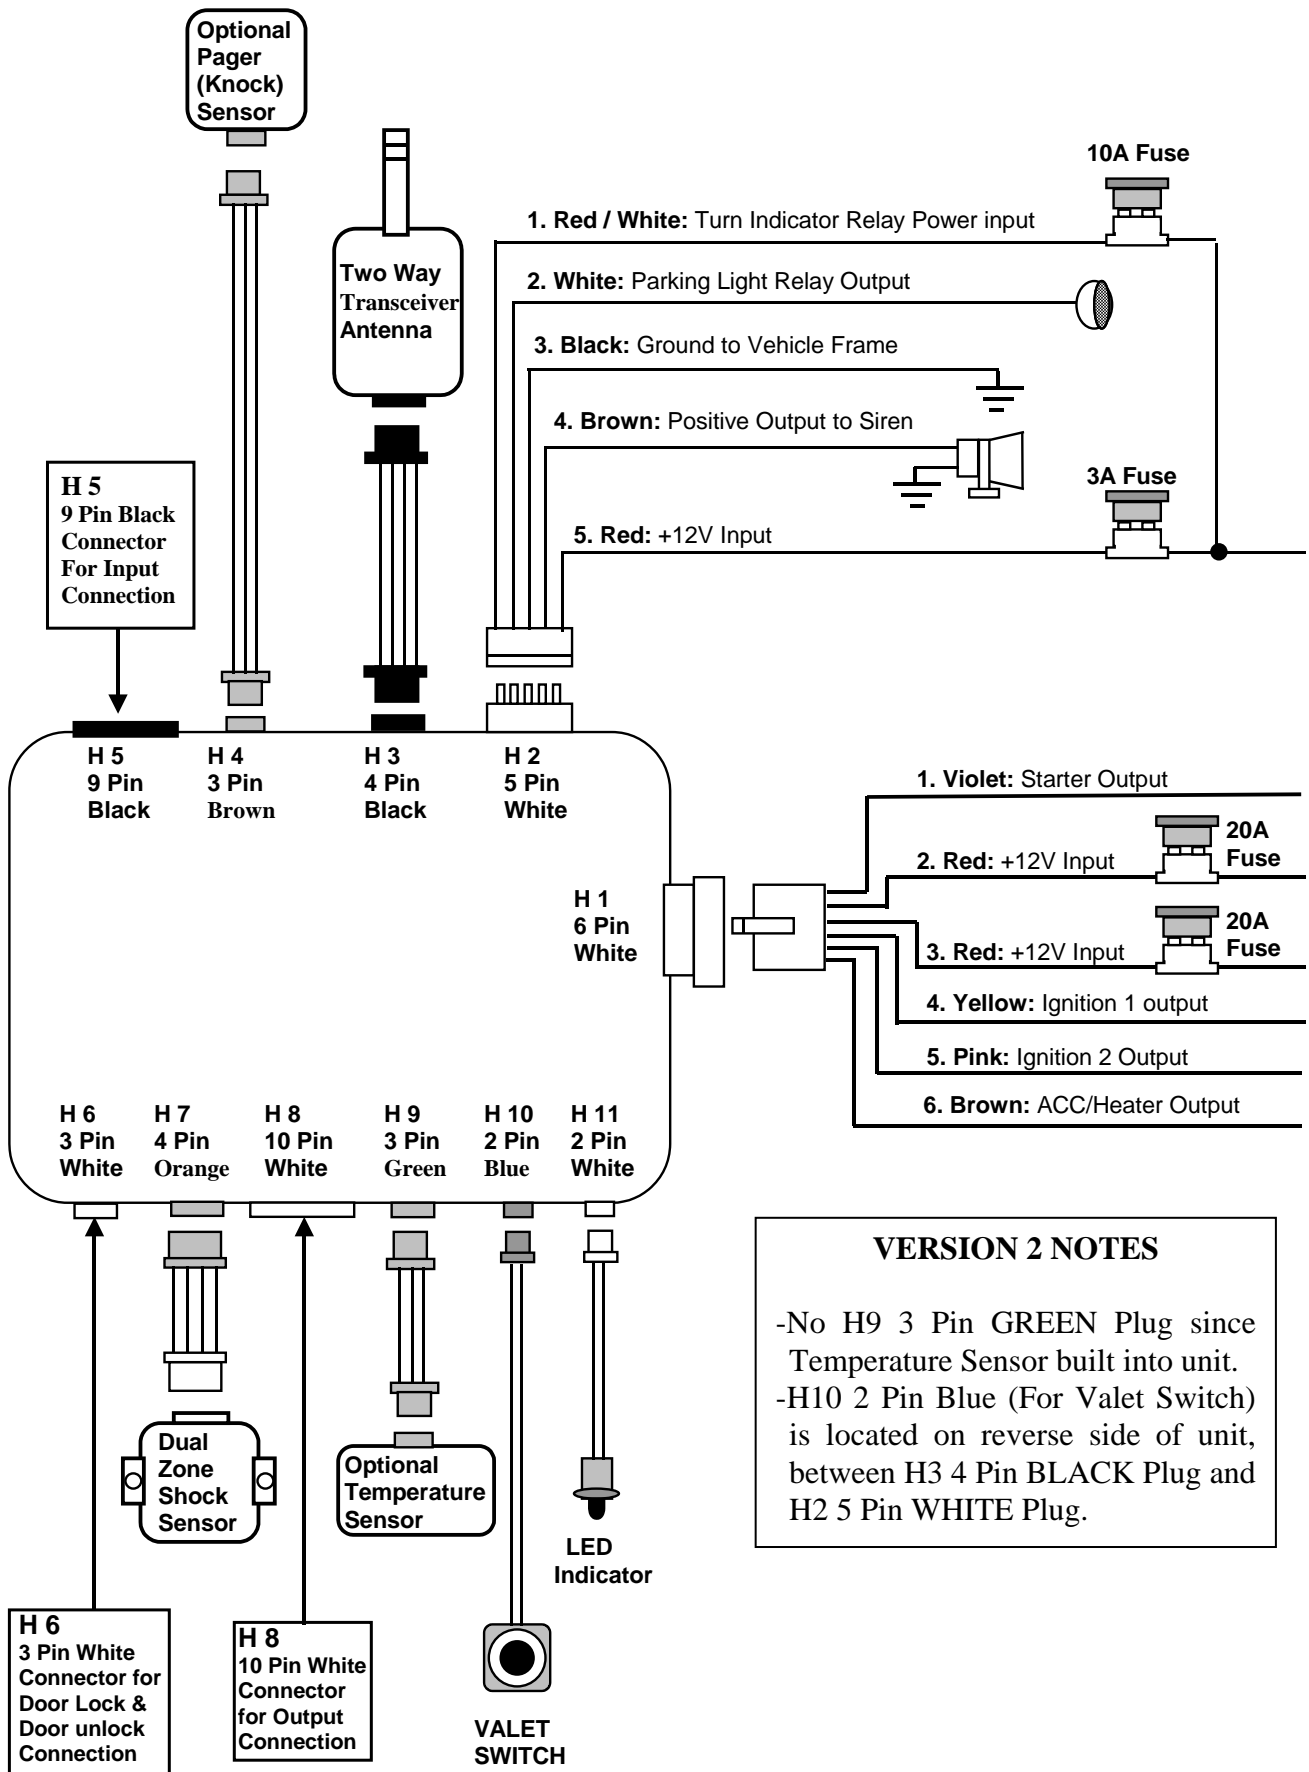 Optional
Pager
(Knock)
Sensor
10A Fuse
1. Red / White: Turn Indicator Relay Power input
Two Way
Transceiver
Antenna
2. White: Parking Light Relay Output
3. Black: Ground to Vehicle Frame
4. Brown: Positive Output to Siren
H 5
9 Pin Black
Connector
For Input
Connection
3A Fuse
5. Red: +12V Input
H 5
9 Pin
Black
H 4
3 Pin
Brown
H 3
4 Pin
Black
H 2
5 Pin
White
1. Violet: Starter Output
20A
Fuse
2. Red: +12V Input
H 1
6 Pin
White
20A
Fuse
3. Red: +12V Input
4. Yellow: Ignition 1 output
5. Pink: Ignition 2 Output
6. Brown: ACC/Heater Output
H 6
3 Pin
White
H 7
4 Pin
Orange
H 8
10 Pin
White
H 9
3 Pin
Green
H 10
2 Pin
Blue
H 11
2 Pin
White
VERSION 2 NOTES
-No H9 3 Pin GREEN Plug since
Temperature Sensor built into unit.
-H10 2 Pin Blue (For Valet Switch)
is located on reverse side of unit,
between H3 4 Pin BLACK Plug and
H2 5 Pin WHITE Plug.
Dual
Zone
Shock
Sensor
Optional
Temperature
Sensor
LED
Indicator
H 6
3 Pin White
Connector for
Door Lock &
Door unlock
Connection
H 8
10 Pin White
Connector
for Output
Connection
VALET
SWITCH